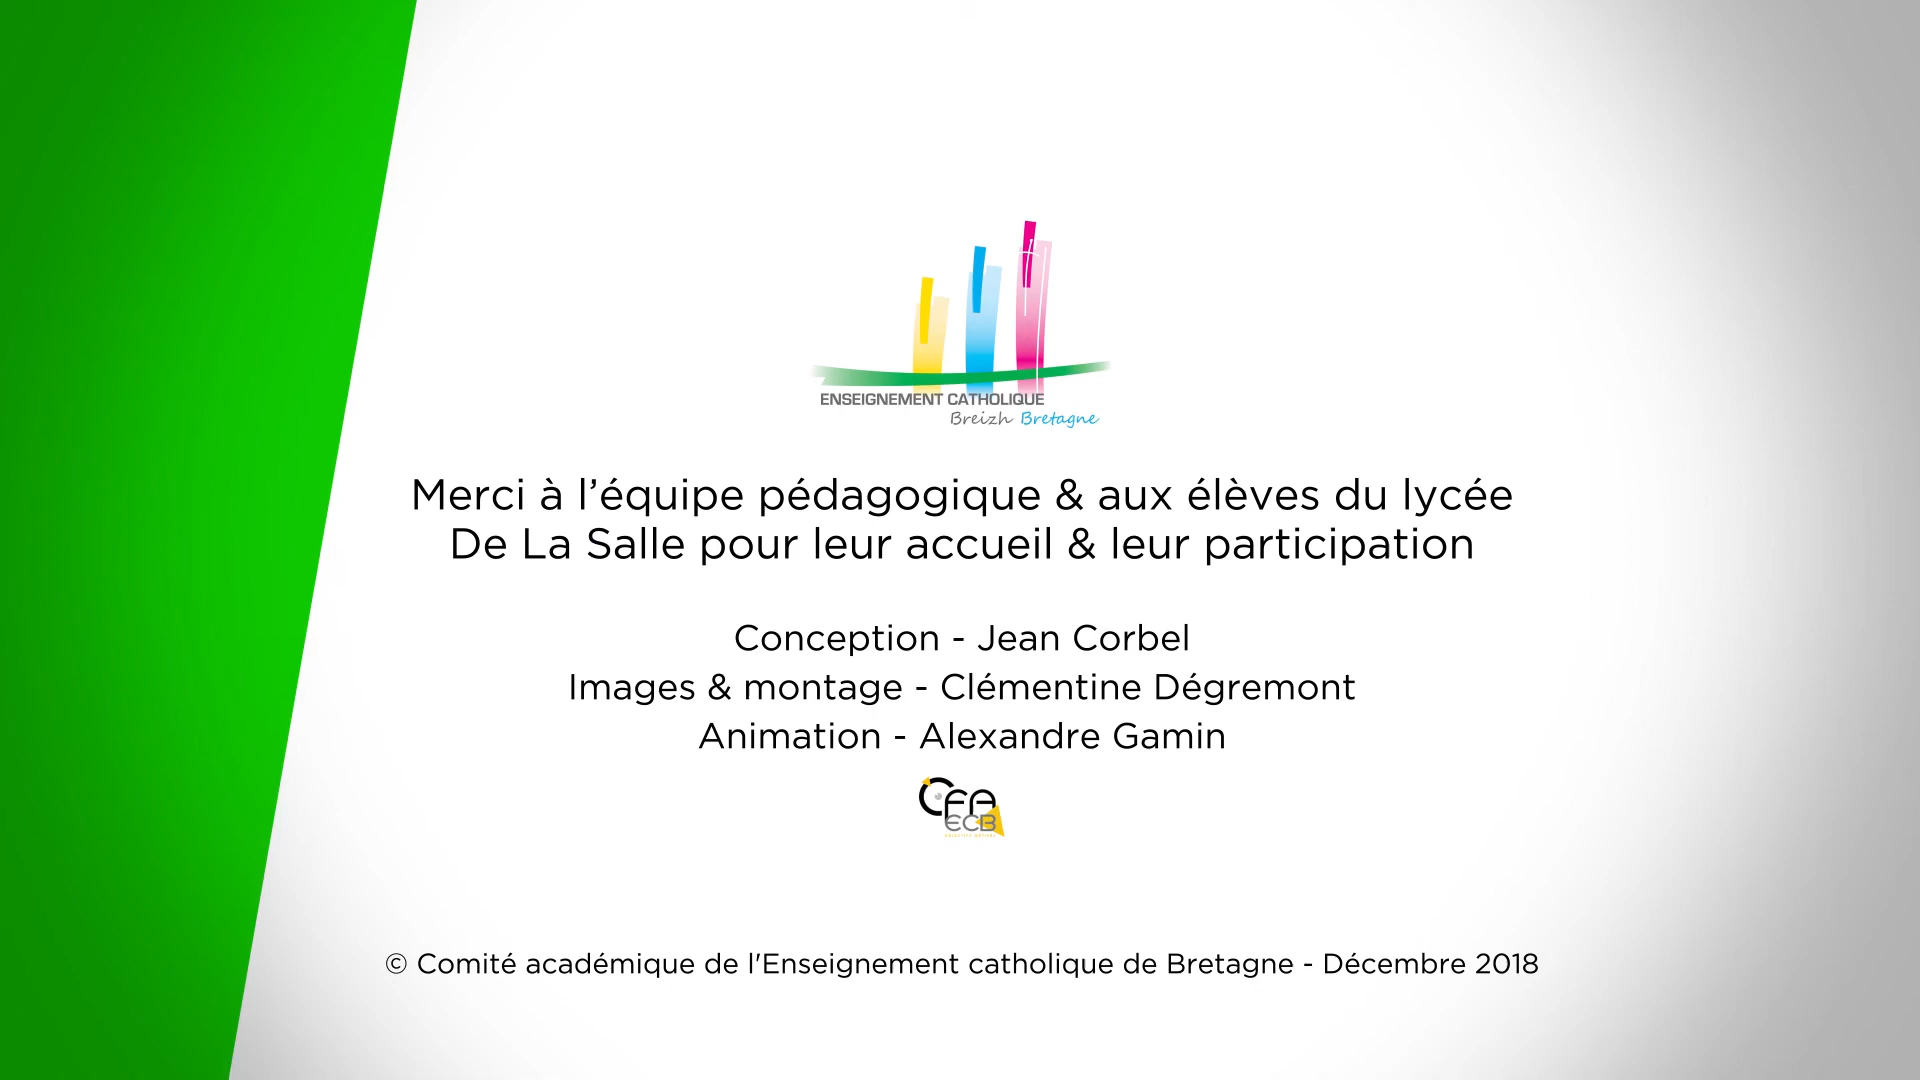 ENSEIGNEMENT CATHOLIQUE
Breizh Bretagne
Merci à l’équipe pédagogique & aux élèves du lycée
De La Salle pour leur accueil & leur participation
Conception - Jean Corbel
Images & montage - Clémentine Dégremont
Animation - Alexandre Gamin
CFA
ECB
© Comité académique de l'Enseignement catholique de Bretagne - Décembre 2018